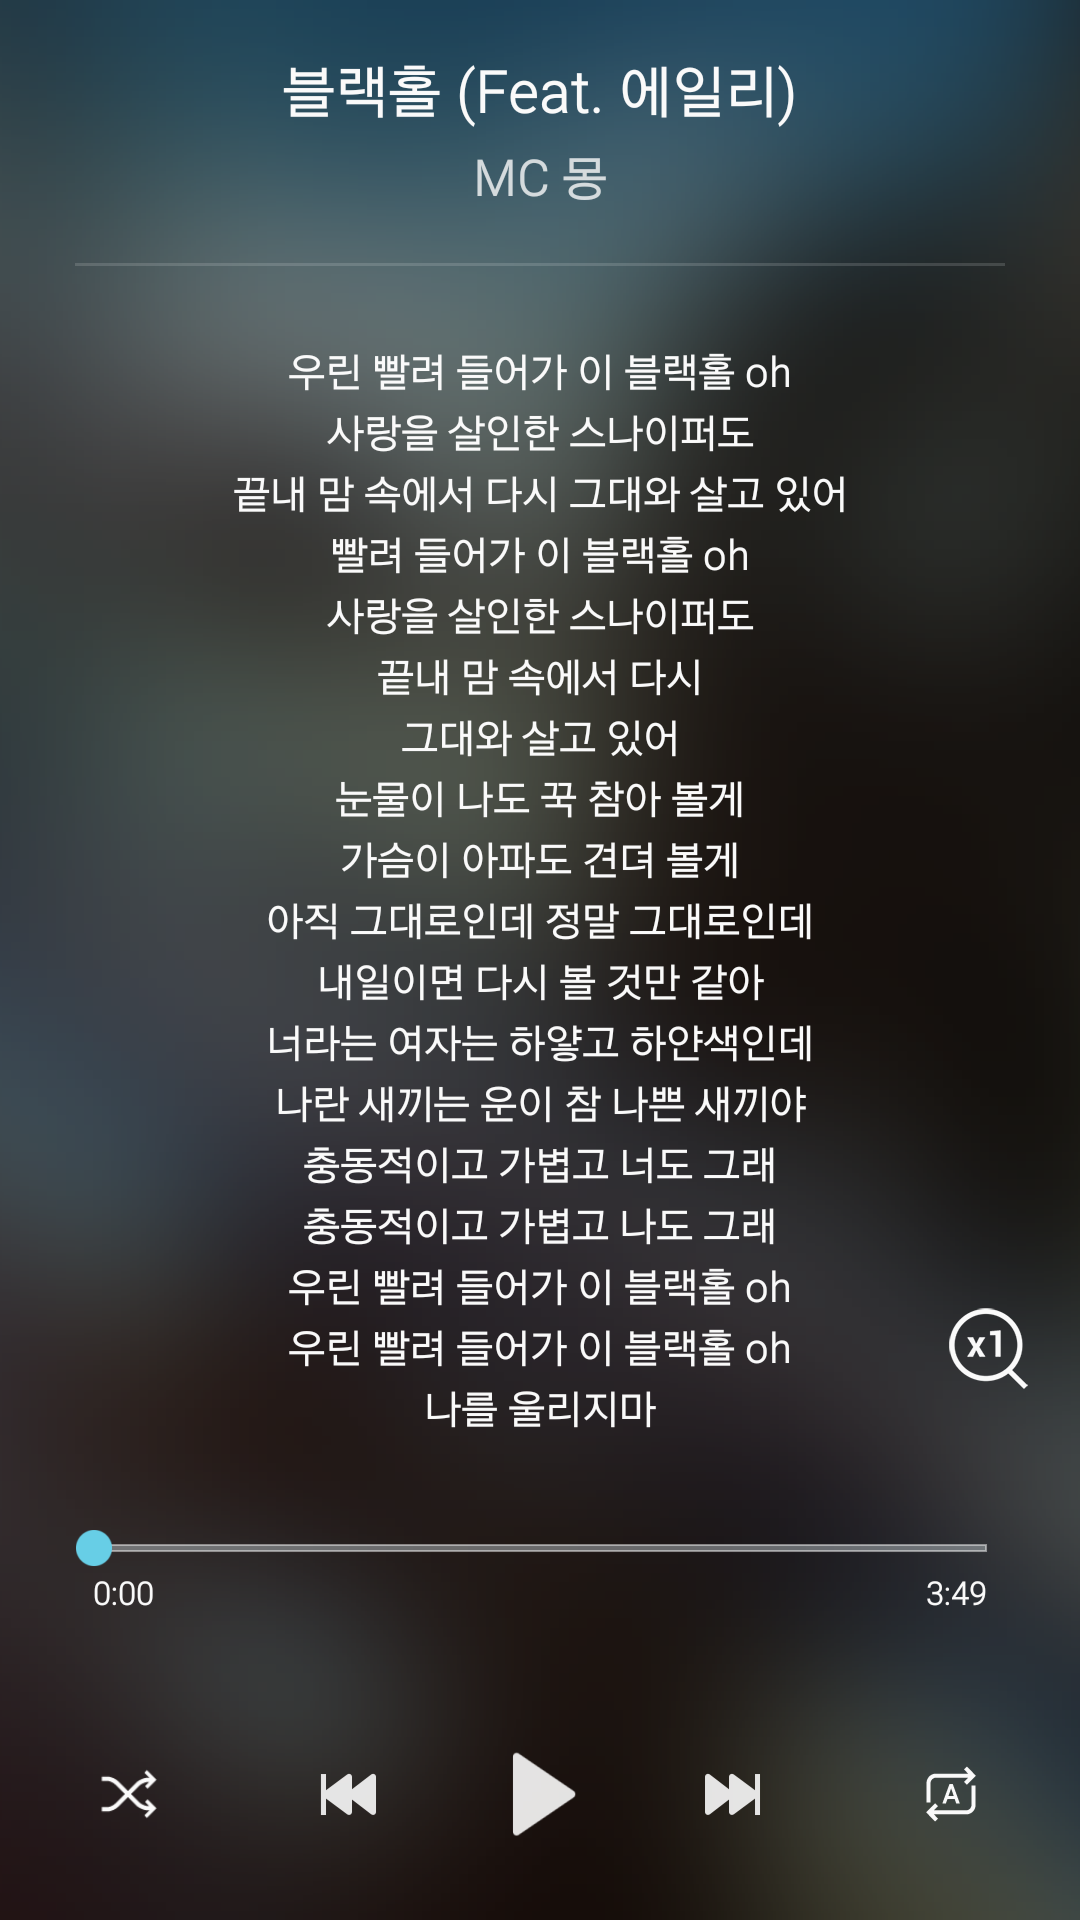 블랙홀 (Feat. 에일리)
MC 몽
우린 빨려 들어가 이 블랙홀 oh
사랑을 살인한 스나이퍼도
끝내 맘 속에서 다시 그대와 살고 있어
빨려 들어가 이 블랙홀 oh
사랑을 살인한 스나이퍼도
끝내 맘 속에서 다시
그대와 살고 있어
눈물이 나도 꾹 참아 볼게
가슴이 아파도 견뎌 볼게
아직 그대로인데 정말 그대로인데
내일이면 다시 볼 것만 같아
너라는 여자는 하얗고 하얀색인데
나란 새끼는 운이 참 나쁜 새끼야
충동적이고 가볍고 너도 그래
충동적이고 가볍고 나도 그래
우린 빨려 들어가 이 블랙홀 oh
우린 빨려 들어가 이 블랙홀 oh
x1
나를 울리지마
0:00 3:49
A